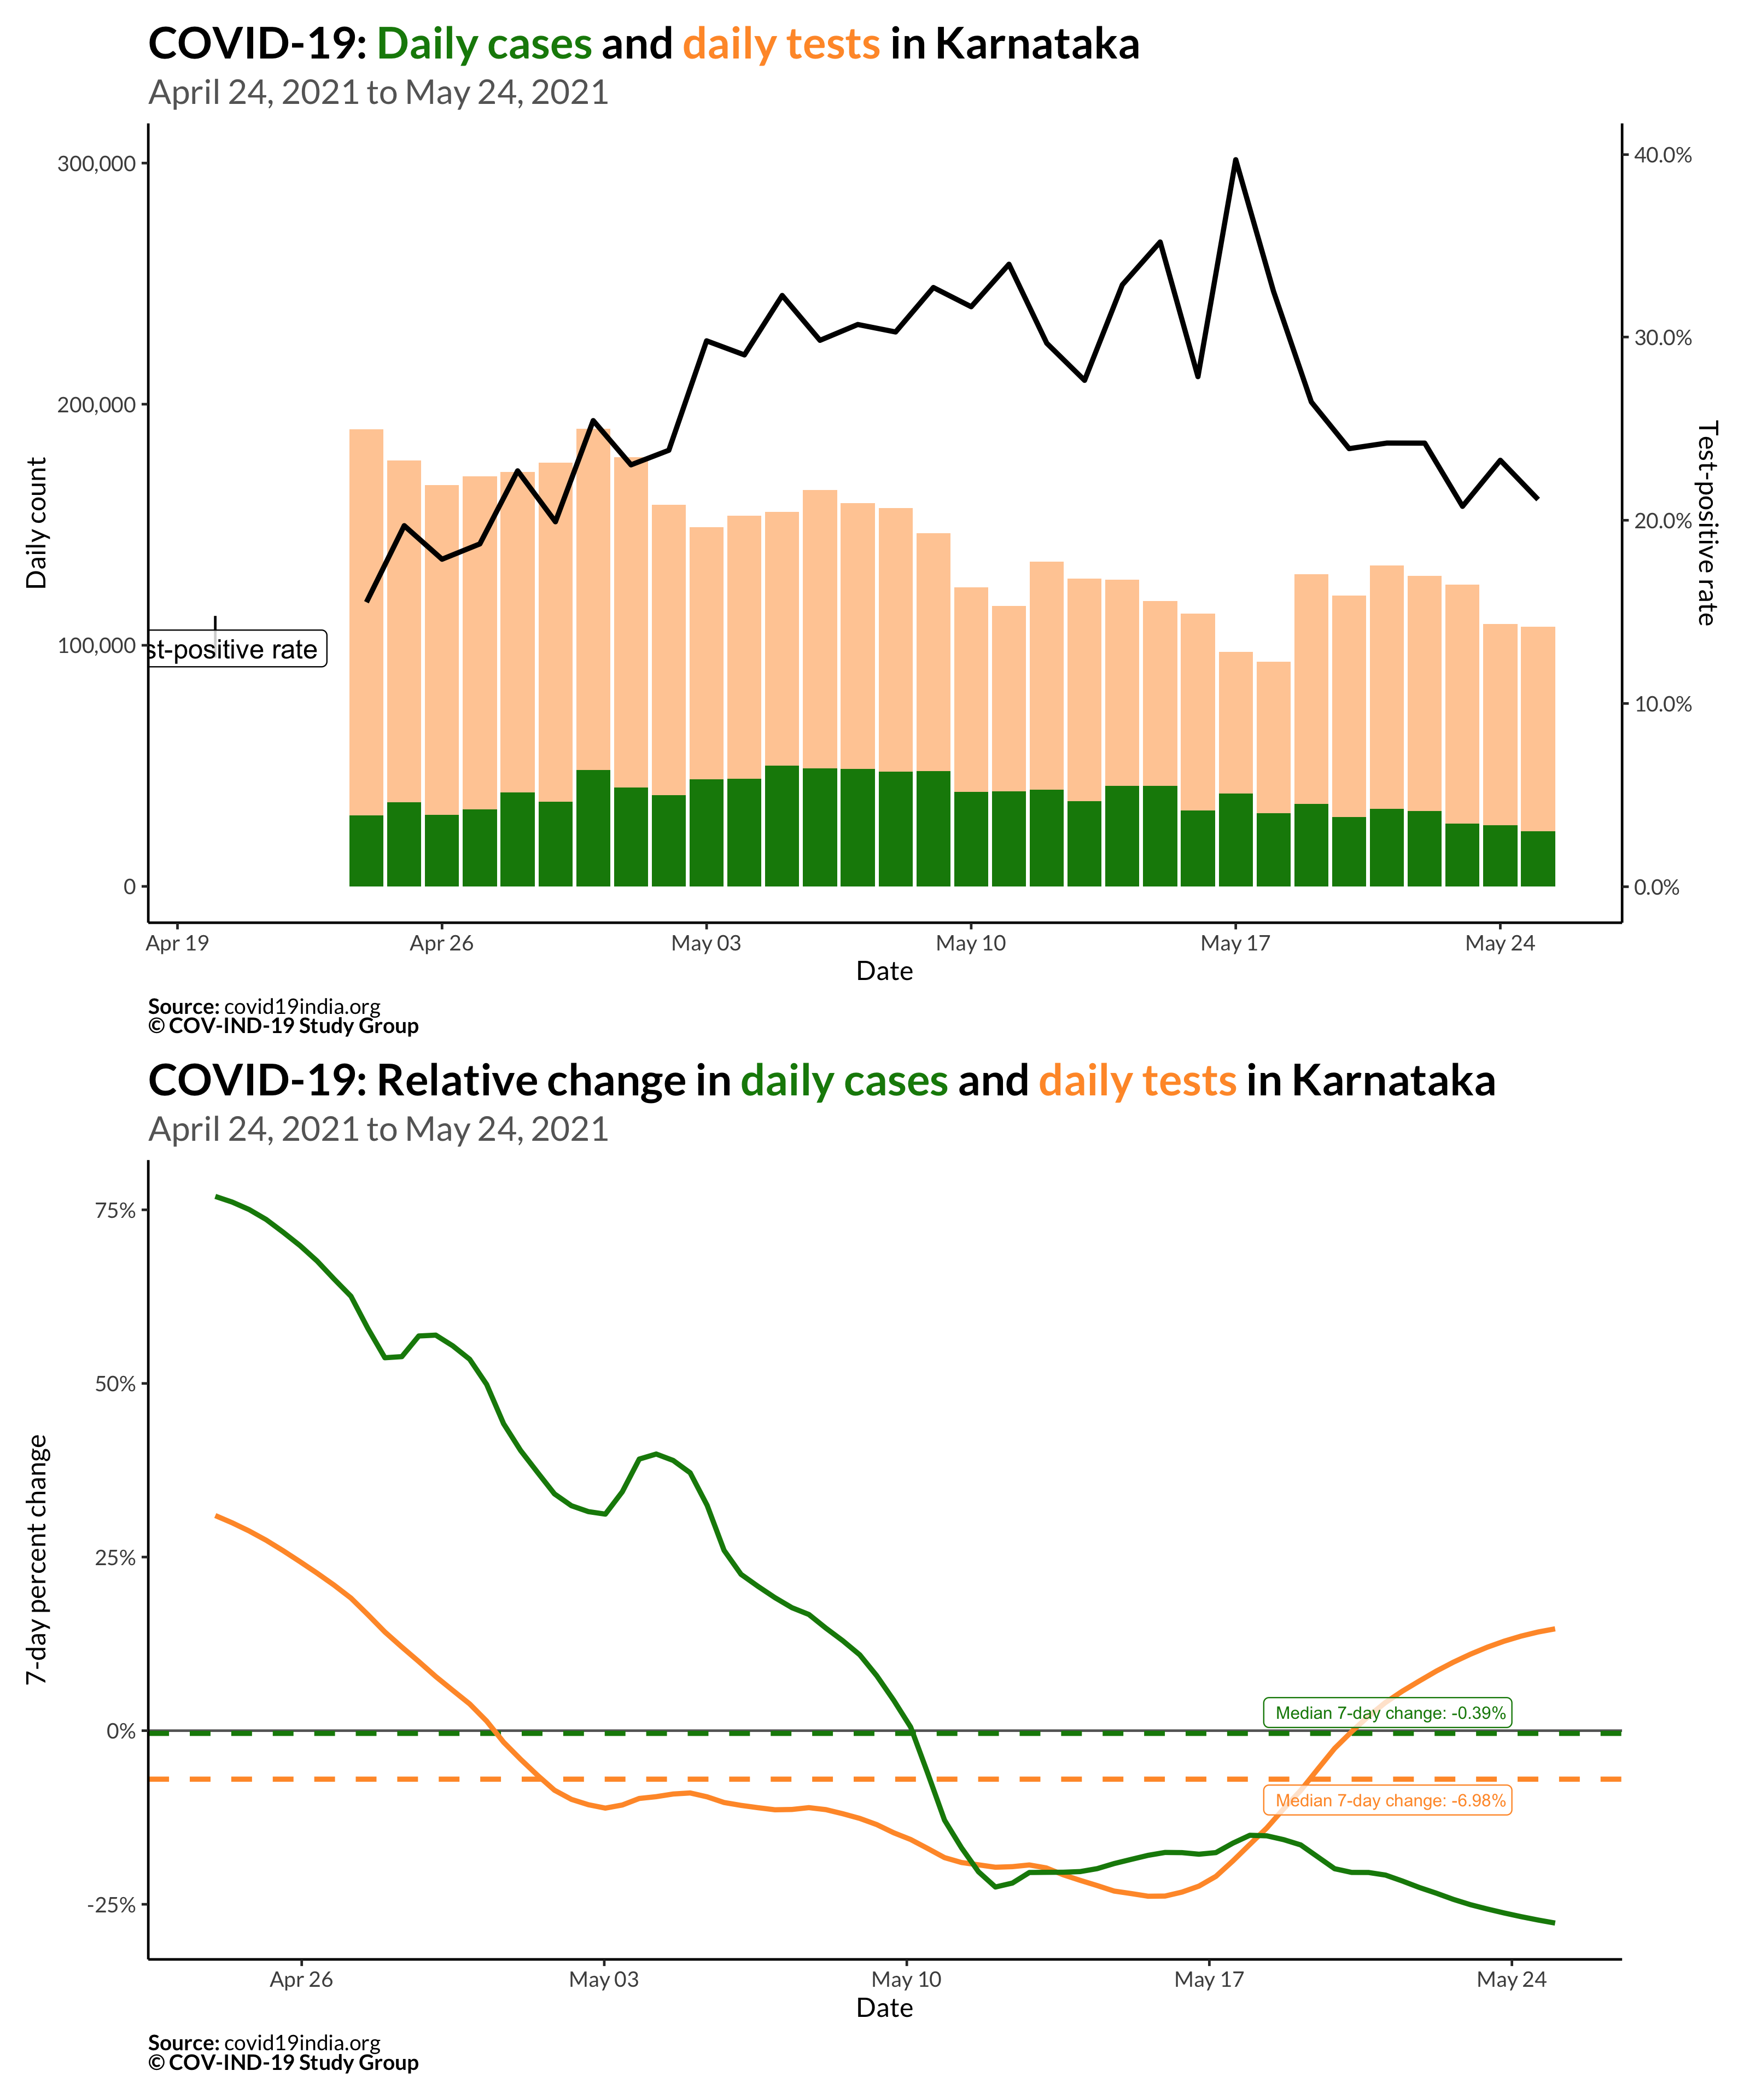 COVID-19: Daily cases and daily tests in Karnataka
April 24, 2021 to May 24, 2021
300,000
200,000
100,000
0
Daily count
40.0%
30.0%
20.0%
10.0%
0.0%
Test-positive rate
st-positive rate
Apr 19
Apr 26
May 03
May 10
May 17
May 24
Date
Source: covid19india.org
© COV-IND-19 Study Group
COVID-19: Relative change in daily cases and daily tests in Karnataka
April 24, 2021 to May 24, 2021
75%
50%
25%
0%
-25%
7-day percent change
Median 7-day change: -0.39%
Median 7-day change: -6.98%
Apr 26
May 03
May 10
May 17
May 24
Date
Source: covid19india.org
© COV-IND-19 Study Group